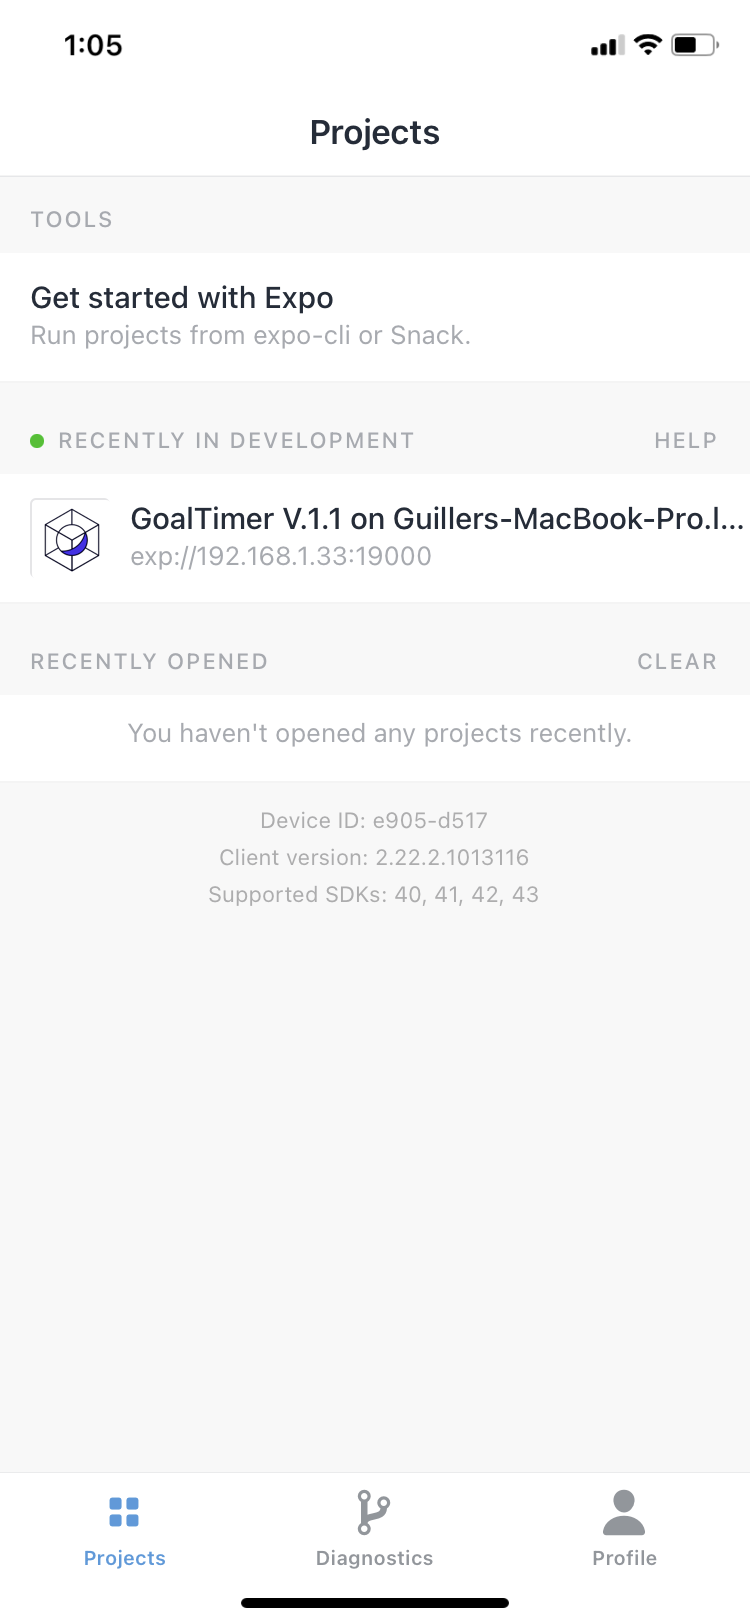 1:05
Projects
TOOLS
Get started with Expo
Run projects from expo-cli or Snack.
RECENTLY IN DEVELOPMENT HELP
GoalTimer V.1.1 on Guillers-MacBook-Pro.l...
exp://192.168.1.33:19000
RECENTLY OPENED CLEAR
You haven't opened any projects recently.
Device ID: e905-d517
Client version: 2.22.2.1013116
Supported SDKs: 40, 41, 42, 43
Projects Diagnostics Profile